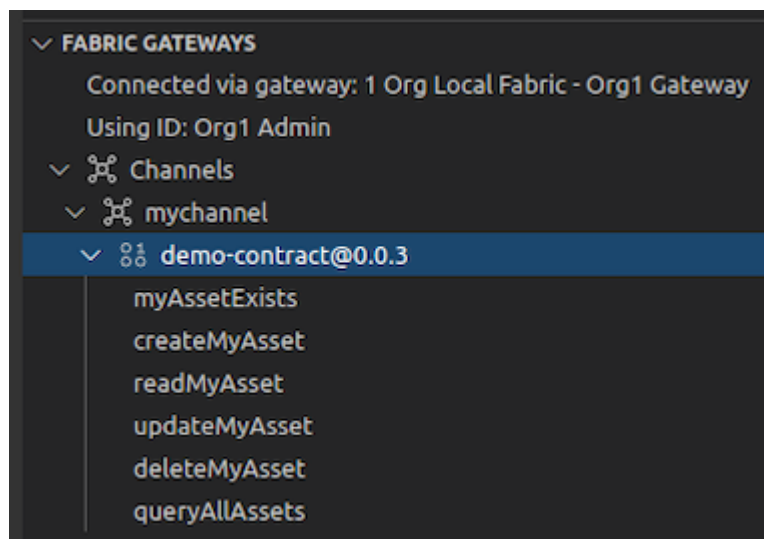 FABRIC GATEWAYS
Connected via gateway: 1 Org Local Fabric - Org1 Gateway
Using ID: Org1 Admin
Channels
mychannel
demo-contract@0.0.3
myAssetExists
createMyAsset
readMyAsset
updateMyAsset
deleteMyAsset
queryAllAssets